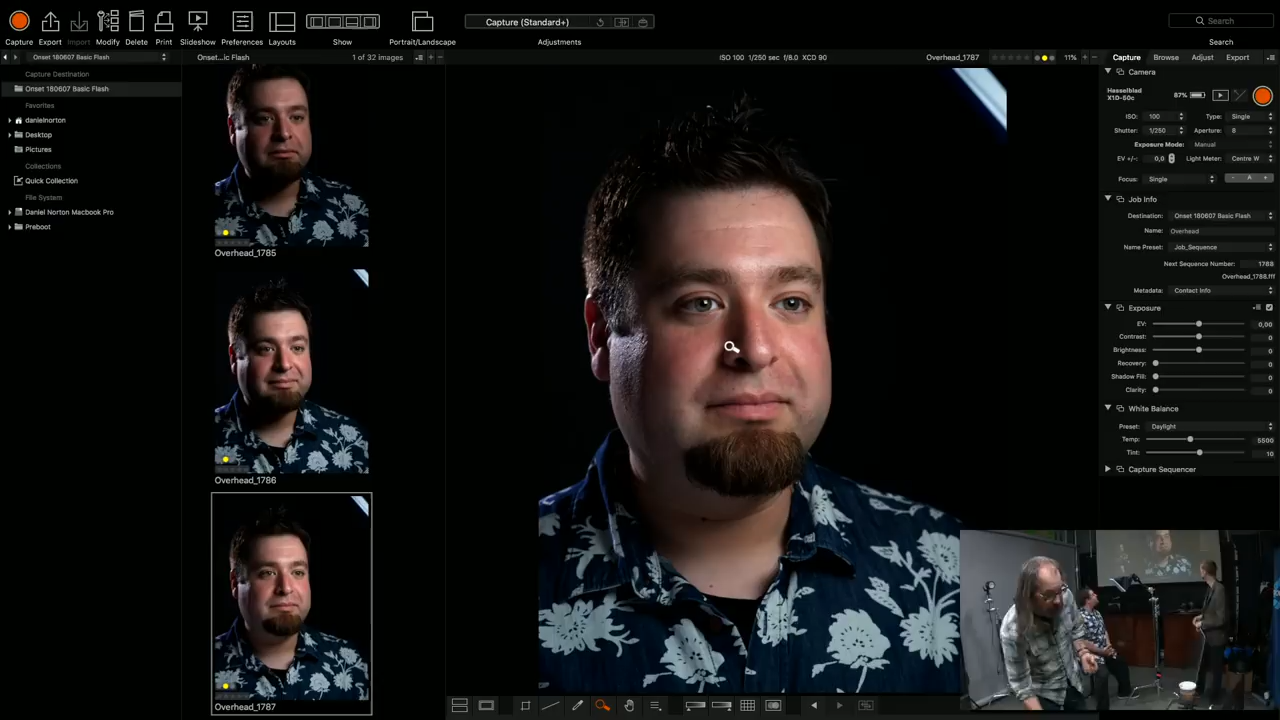 Capture Export Import Modify Delete Print Slideshow Preferences Layouts Show Portrait/Landscape Capture (Standard+) Adjustments Search Search
Onset 180607 Basic Flash Onset...ic Flash 1 of 32 images ISO 100 1/250 sec f/8.0 XCD 90 Overhead_1787 11% Capture Browse Adjust Export
Capture Destination
Onset 180607 Basic Flash
Favorites
danielnorton
Desktop
Pictures
Collections
Quick Collection
File System
Daniel Norton Macbook Pro
Preboot
Overhead_1785
Overhead_1786
Overhead_1787
Camera
Hasselblad
X1D-50c
87%
ISO: 100 Type: Single
Shutter: 1/250 Aperture: 8
Exposure Mode: Manual
EV +/-: 0,0 Light Meter: Centre W
Focus: Single - A +
Job Info
Destination: Onset 180607 Basic Flash
Name: Overhead
Name Preset: Job_Sequence
Next Sequence Number: 1788
Overhead_1788.fff
Metadata: Contact Info
Exposure
EV: 0,00
Contrast: 0
Brightness: 0
Recovery: 0
Shadow Fill: 0
Clarity: 0
White Balance
Preset: Daylight
Temp: 5500
Tint: 10
Capture Sequencer